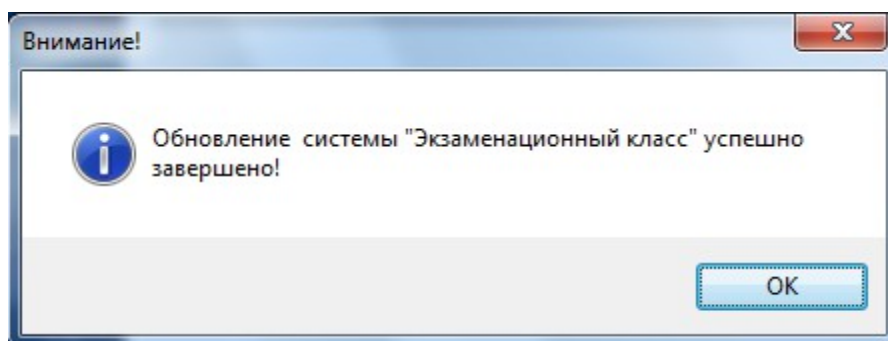 Внимание!
Обновление  системы "Экзаменационный класс" успешно
завершено!
OK